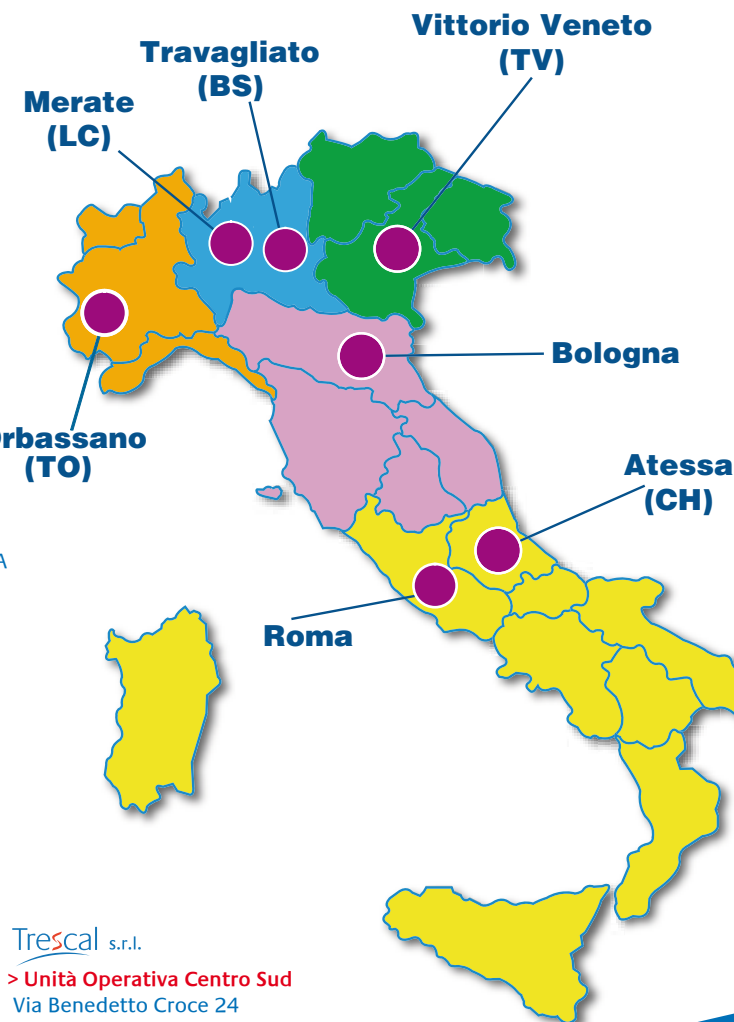 Vittorio Veneto
(TV)
Travagliato
(BS)
Merate
(LC)
Bologna
Orbassano
(TO)
Atessa
(CH)
A
Roma
Trescal s.r.l.
> Unità Operativa Centro Sud
Via Benedetto Croce 24